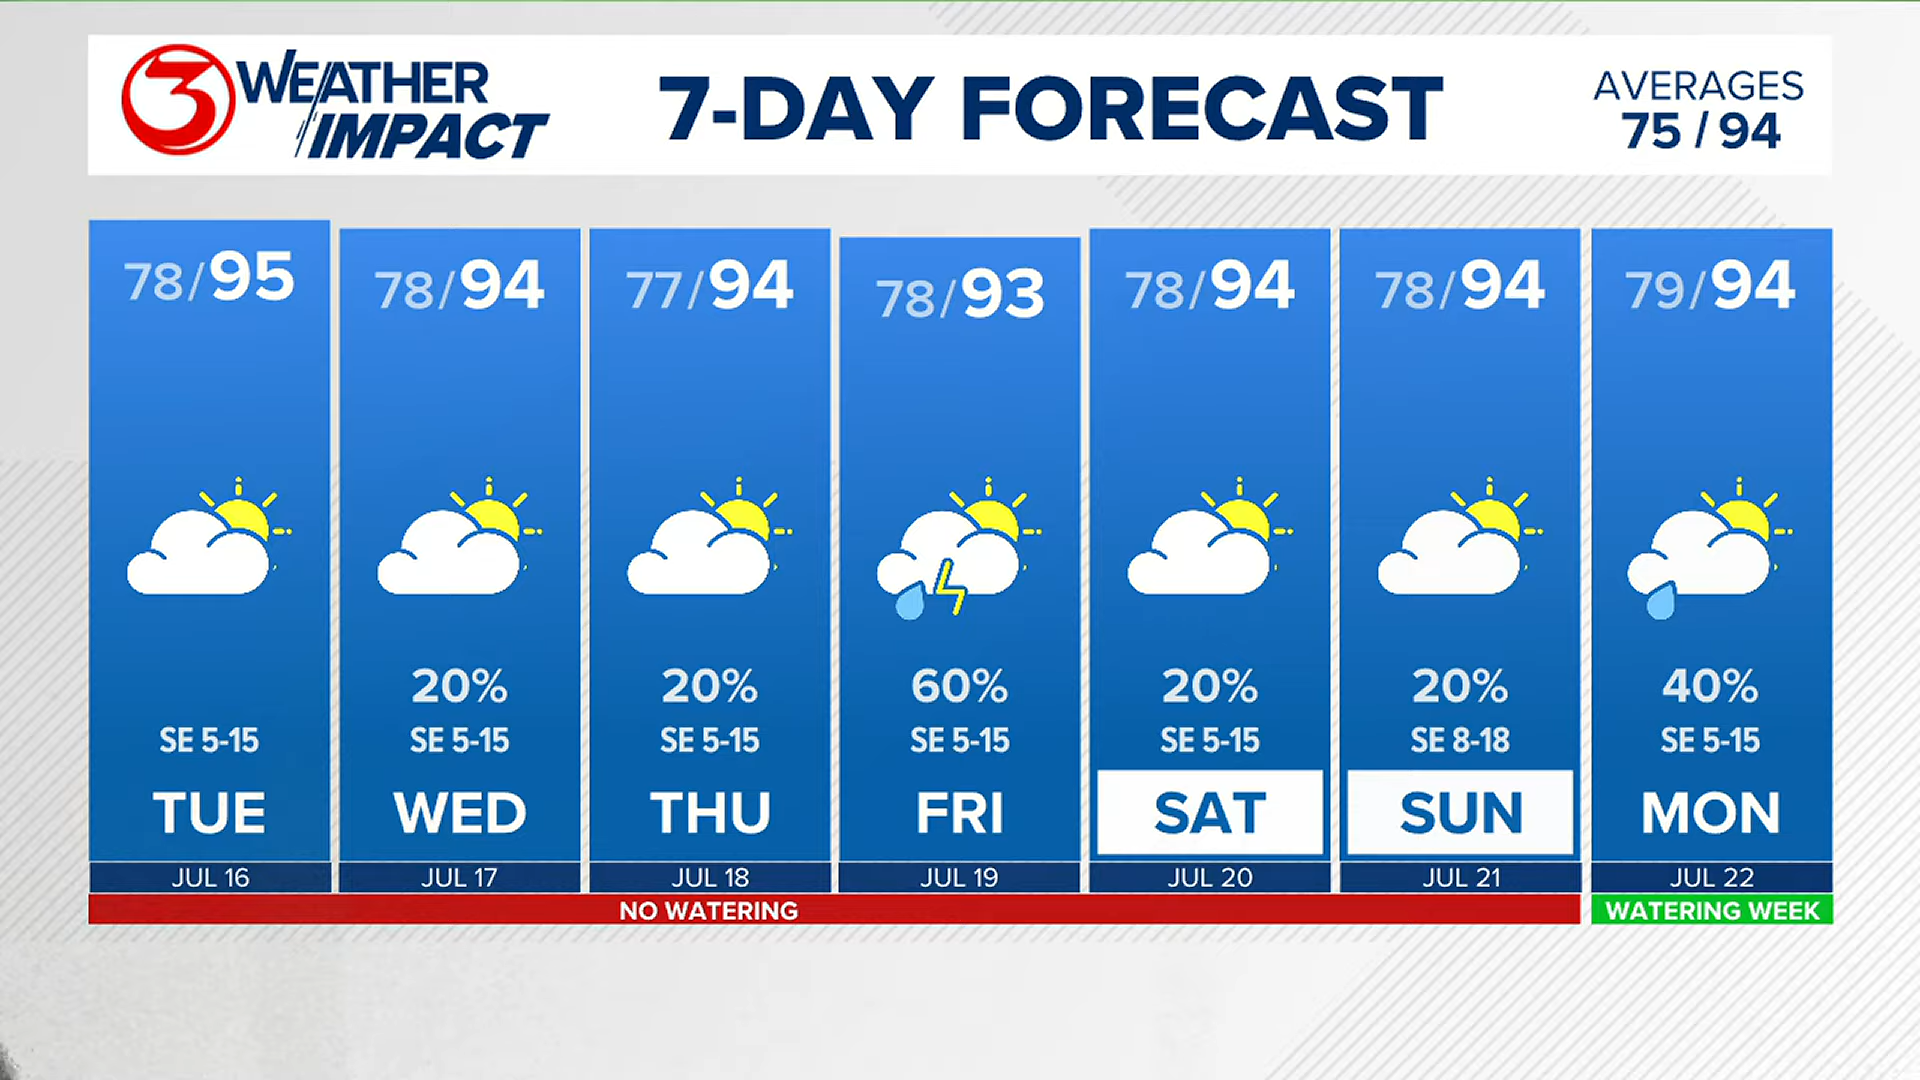 3 WEATHER
IMPACT
7-DAY FORECAST
AVERAGES
75 / 94
78/95
SE 5-15
TUE
JUL 16
78/94
20%
SE 5-15
WED
JUL 17
77/94
20%
SE 5-15
THU
JUL 18
78/93
60%
SE 5-15
FRI
JUL 19
78/94
20%
SE 5-15
SAT
JUL 20
78/94
20%
SE 8-18
SUN
JUL 21
79/94
40%
SE 5-15
MON
JUL 22
NO WATERING
WATERING WEEK